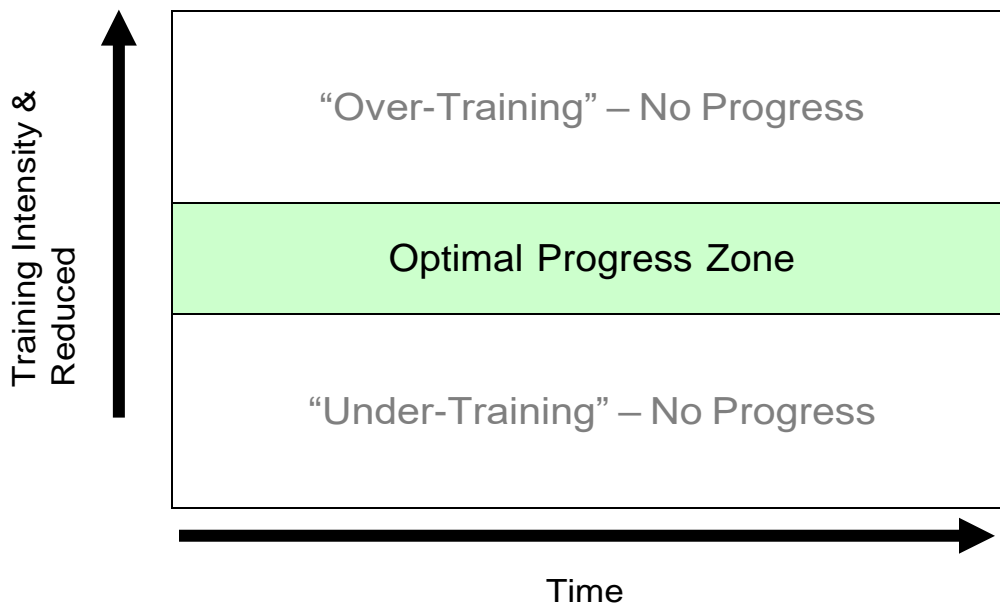 Training Intensity &
Reduced
“Over-Training” – No Progress
Optimal Progress Zone
“Under-Training” – No Progress
Time